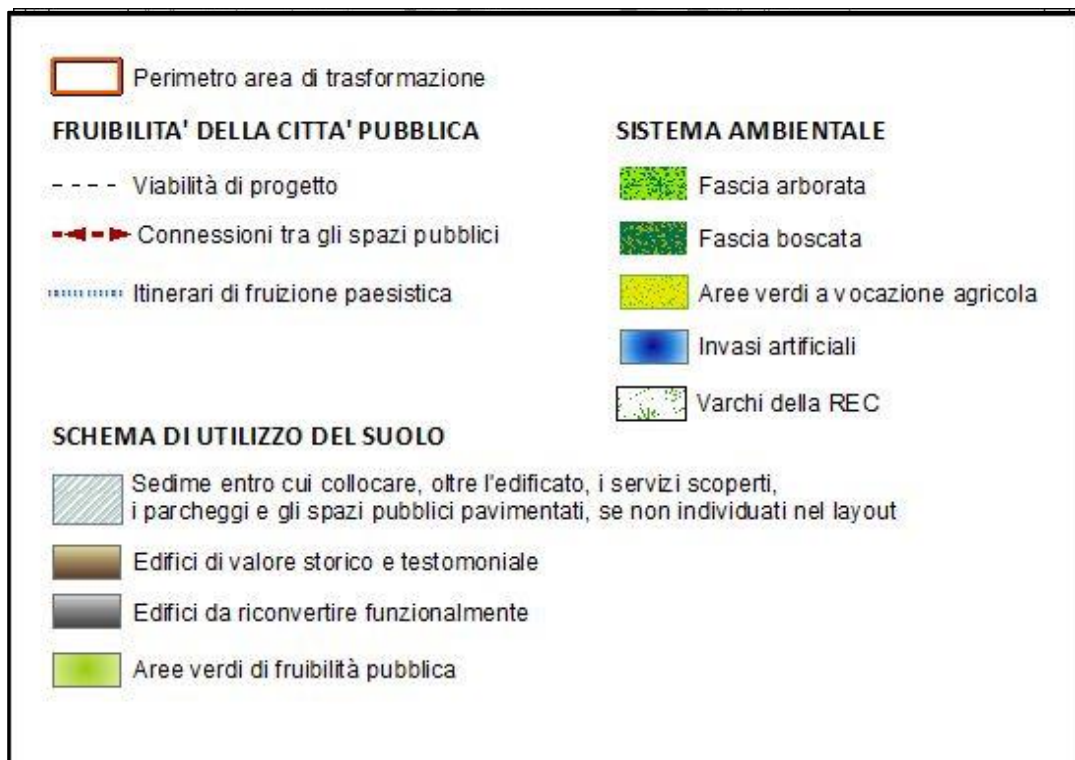 Perimetro area di trasformazione
FRUIBILITA' DELLA CITTA' PUBBLICA
Viabilità di progetto
Connessioni tra gli spazi pubblici
Itinerari di fruizione paesistica
SISTEMA AMBIENTALE
Fascia arborata
Fascia boscata
Aree verdi a vocazione agricola
Invasi artificiali
Varchi della REC
SCHEMA DI UTILIZZO DEL SUOLO
Sedime entro cui collocare, oltre l'edificato, i servizi scoperti,
i parcheggi e gli spazi pubblici pavimentati, se non individuati nel layout
Edifici di valore storico e testomoniale
Edifici da riconvertire funzionalmente
Aree verdi di fruibilità pubblica